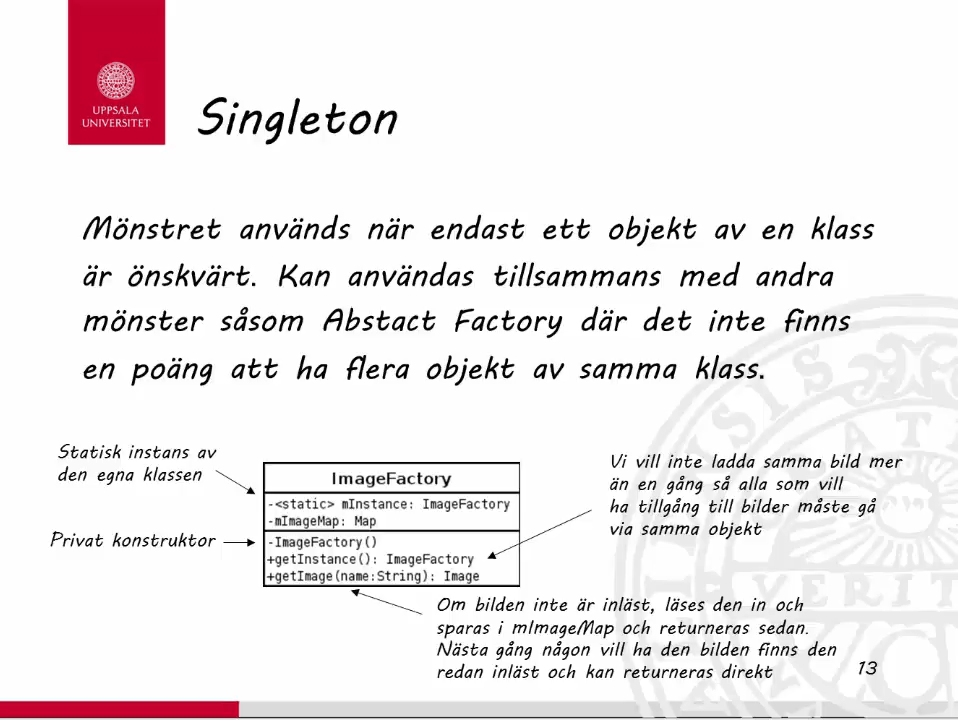 UPPSALA
UNIVERSITET
Singleton
Mönstret används när endast ett objekt av en klass
är önskvärt. Kan användas tillsammans med andra
mönster såsom Abstact Factory där det inte finns
en poäng att ha flera objekt av samma klass.
Statisk instans av
den egna klassen
Privat konstruktor
ImageFactory
-<static> mInstance: ImageFactory
-mImageMap: Map
-ImageFactory()
+getInstance(): ImageFactory
+getImage(name:String): Image
Vi vill inte ladda samma bild mer
än en gång så alla som vill
ha tillgång till bilder måste gå
via samma objekt
Om bilden inte är inläst, läses den in och
sparas i mImageMap och returneras sedan.
Nästa gång någon vill ha den bilden finns den
redan inläst och kan returneras direkt
13